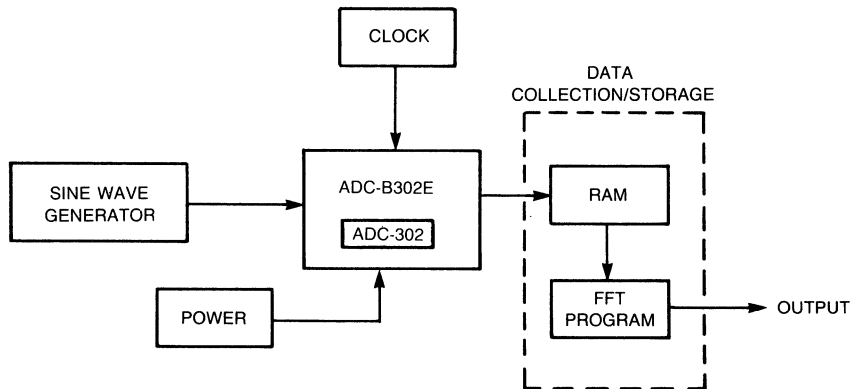 CLOCK
DATA
COLLECTION/STORAGE
SINE WAVE
GENERATOR
ADC-B302E
ADC-302
RAM
POWER
FFT
PROGRAM
OUTPUT